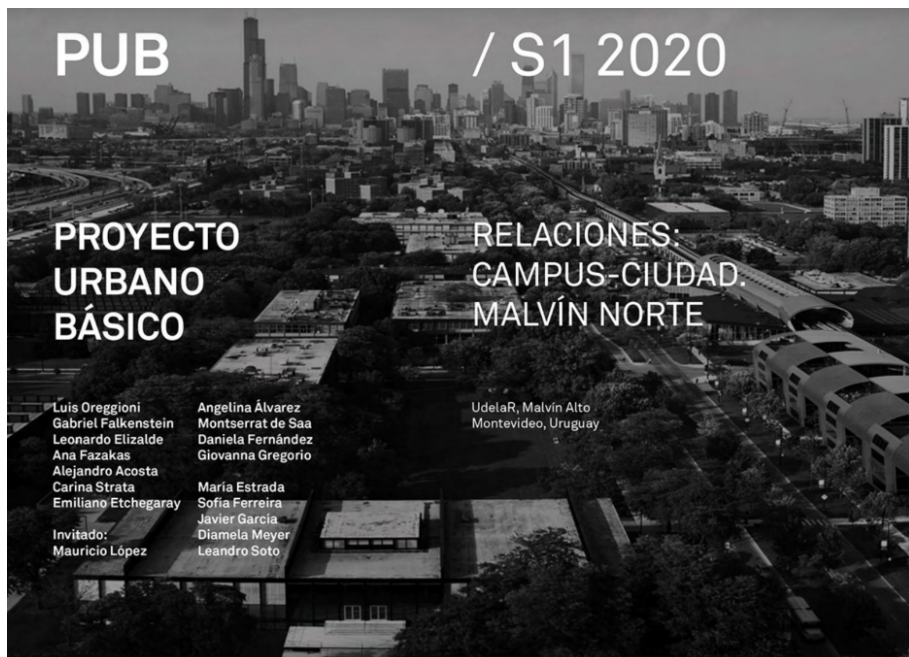 PUB
/ S1 2020
PROYECTO
URBANO
BÁSICO
RELACIONES:
CAMPUS-CIUDAD.
MALVÍN NORTE
Luis Oreggioni
Gabriel Falkenstein
Leonardo Elizalde
Ana Fazakas
Alejandro Acosta
Carina Strata
Emiliano Etchegaray
Invitado:
Mauricio López
Angelina Álvarez
Montserrat de Saa
Daniela Fernández
Giovanna Gregorio
María Estrada
Sofía Ferreira
Javier García
Diamela Meyer
Leandro Soto
UdelaR, Malvín Alto
Montevideo, Uruguay